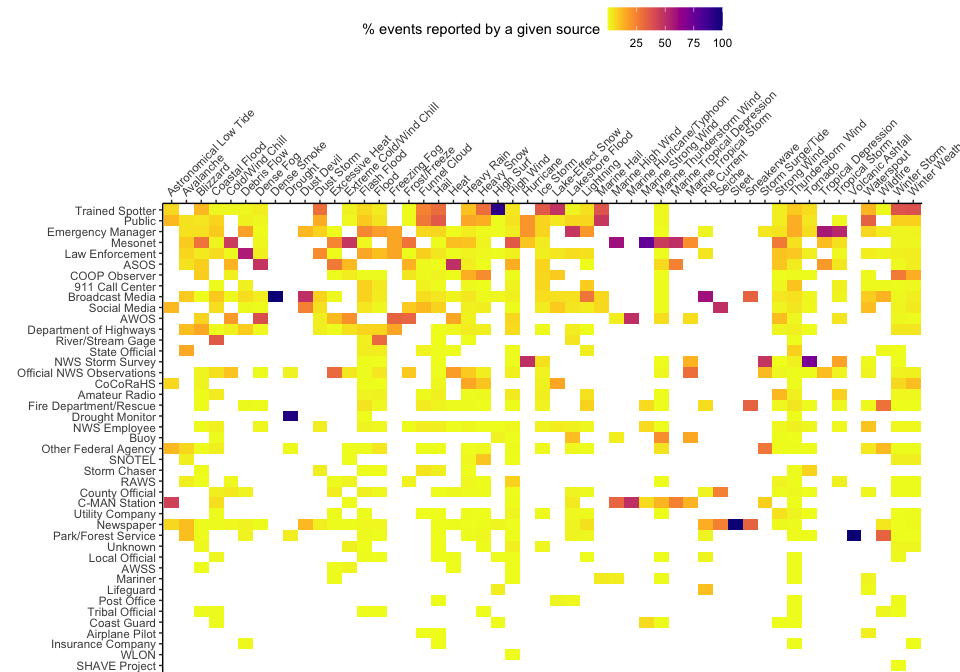 % events reported by a given source
25 50 75 100
Astronomical Low Tide
Avalanche
Blizzard
Coastal Flood
Cold/Wind Chill
Debris Flow
Dense Fog
Dense Smoke
Drought
Dust Devil
Dust Storm
Excessive Heat
Extreme Cold/Wind Chill
Flash Flood
Flood
Freezing Fog
Frost/Freeze
Funnel Cloud
Hail
Heat
Heavy Rain
Heavy Snow
High Surf
High Wind
Hurricane
Ice Storm
Lake-Effect Snow
Lakeshore Flood
Lightning
Marine Hail
Marine High Wind
Marine Hurricane/Typhoon
Marine Strong Wind
Marine Thunderstorm Wind
Marine Tropical Depression
Marine Tropical Storm
Rip Current
Seiche
Sleet
Sneakerwave
Storm Surge/Tide
Strong Wind
Thunderstorm Wind
Tornado
Tropical Depression
Tropical Storm
Volcanic Ashfall
Waterspout
Wildfire
Winter Storm
Winter Weath
Trained Spotter
Public
Emergency Manager
Mesonet
Law Enforcement
ASOS
COOP Observer
911 Call Center
Broadcast Media
Social Media
AWOS
Department of Highways
River/Stream Gage
State Official
NWS Storm Survey
Official NWS Observations
CoCoRaHS
Amateur Radio
Fire Department/Rescue
Drought Monitor
NWS Employee
Buoy
Other Federal Agency
SNOTEL
Storm Chaser
RAWS
County Official
C-MAN Station
Utility Company
Newspaper
Park/Forest Service
Unknown
Local Official
AWSS
Mariner
Lifeguard
Post Office
Tribal Official
Coast Guard
Airplane Pilot
Insurance Company
WLON
SHAVE Project